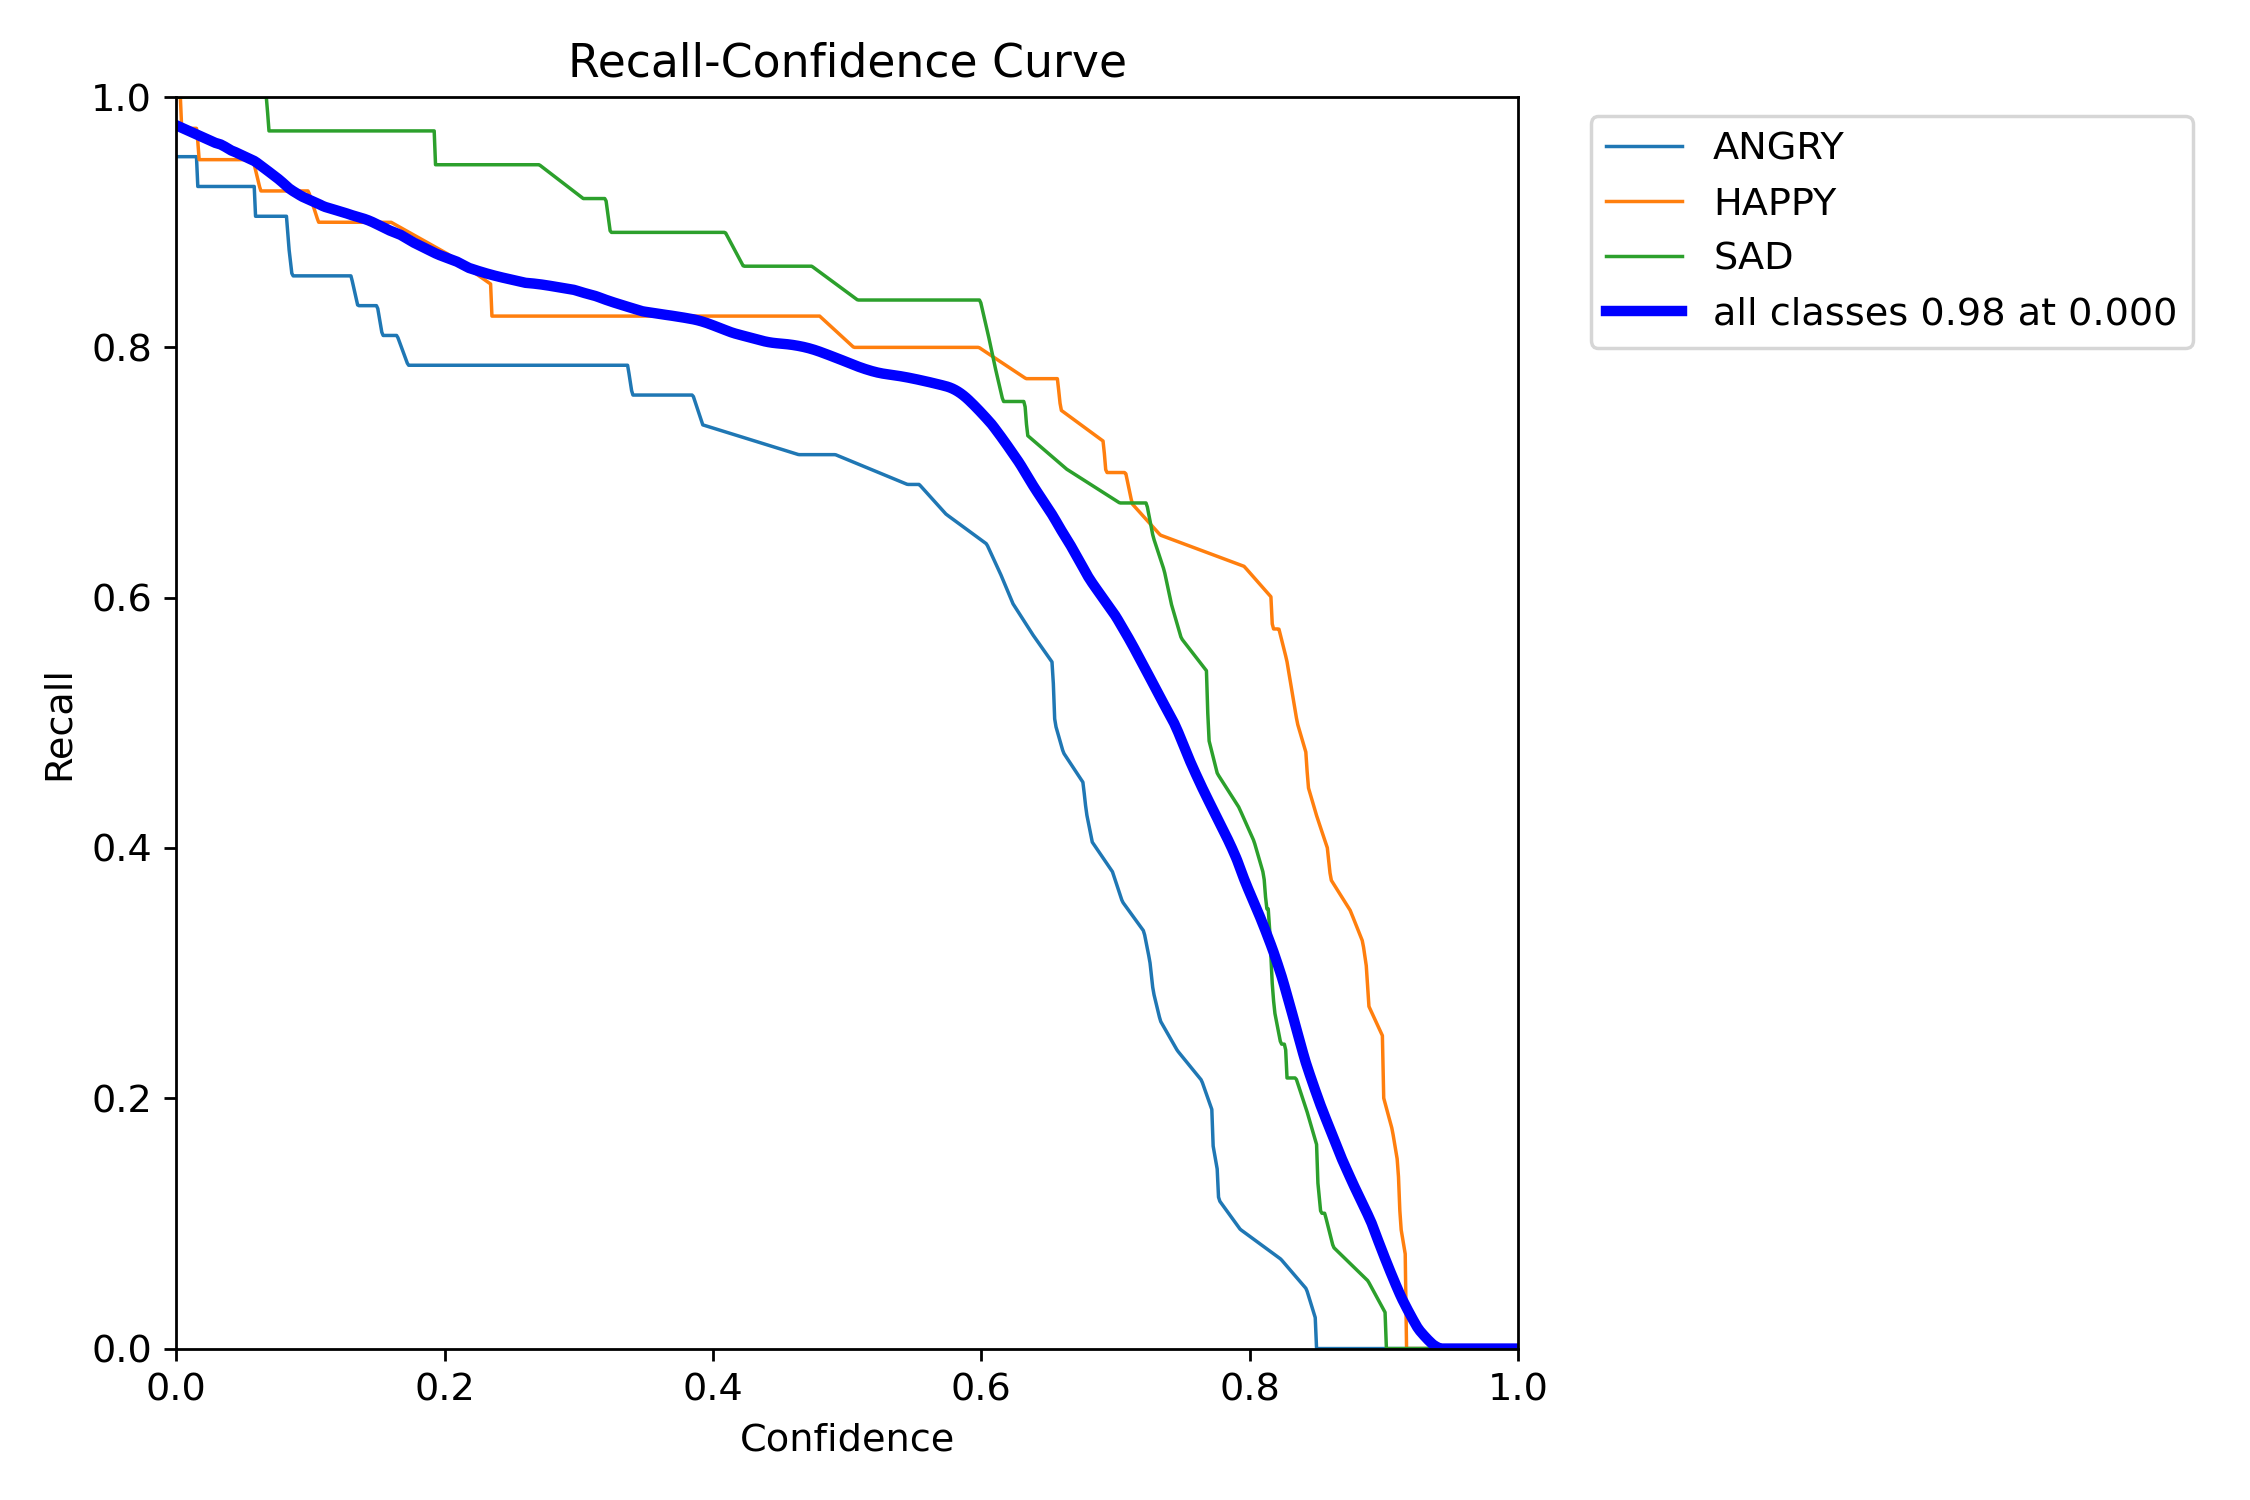 Recall-Confidence Curve
1.0
0.8
0.6
0.4
0.2
0.0
Recall
0.0 0.2 0.4 0.6 0.8 1.0
Confidence
ANGRY
HAPPY
SAD
all classes 0.98 at 0.000